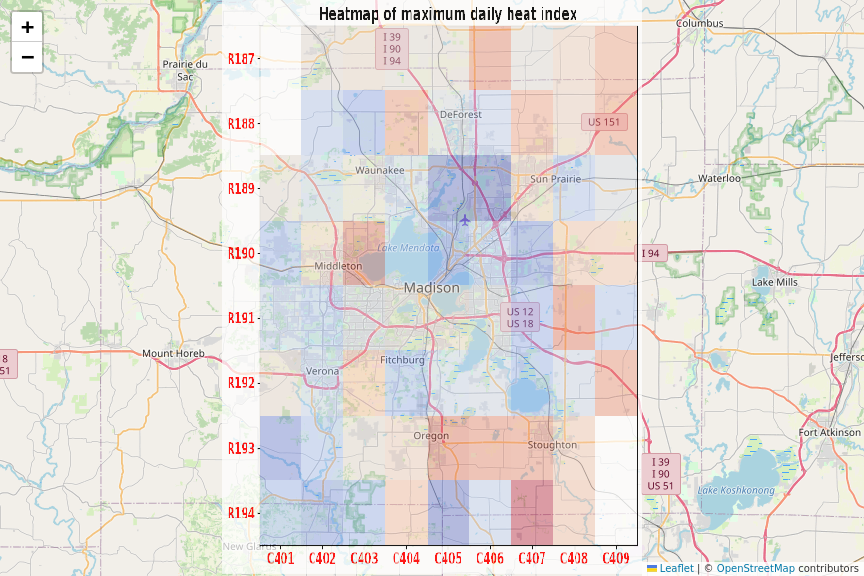 Heatmap of maximum daily heat index
+
−
Columbus
I 39
I 90
I 94
R187
Prairie du
Sac
DeForest
US 151
R188
Waunakee
Sun Prairie
Waterloo
R189
Lake Mendota
R190
I 94
Middleton
Madison
Lake Mills
US 12
US 18
R191
8
51
Mount Horeb
Fitchburg
Jefferso
Verona
R192
Oregon
Stoughton
Fort Atkinson
R193
I 39
I 90
US 51
Lake Koshkonong
R194
New Glarus
C401 C402 C403 C404 C405 C406 C407 C408 C409
Leaflet | © OpenStreetMap contributors